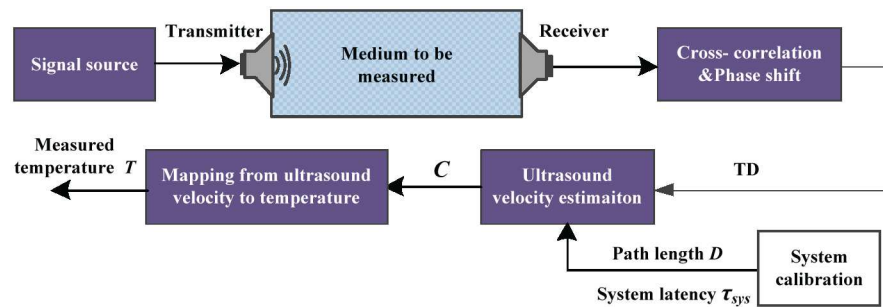 Transmitter
Receiver
Signal source
Medium to be
measured
Cross- correlation
&Phase shift
Measured
temperature T
Mapping from ultrasound
velocity to temperature
C
Ultrasound
velocity estimaiton
TD
Path length D
System latency τsys
System
calibration